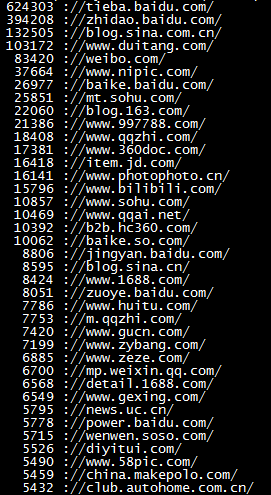 624303 ://tieba.baidu.com/
394208 ://zhidao.baidu.com/
132505 ://blog.sina.com.cn/
103172 ://www.duitang.com/
83420 ://weibo.com/
37664 ://www.nipic.com/
26977 ://baike.baidu.com/
25851 ://mt.sohu.com/
22060 ://blog.163.com/
21386 ://www.997788.com/
18408 ://www.qqzhi.com/
17381 ://www.360doc.com/
16418 ://item.jd.com/
16141 ://www.photophoto.cn/
15796 ://www.bilibili.com/
10857 ://www.sohu.com/
10469 ://www.qqai.net/
10392 ://b2b.hc360.com/
10062 ://baike.so.com/
8806 ://jingyan.baidu.com/
8595 ://blog.sina.cn/
8424 ://www.1688.com/
8051 ://zuoye.baidu.com/
7786 ://www.huitu.com/
7753 ://m.qqzhi.com/
7420 ://www.gucn.com/
7199 ://www.zybang.com/
6885 ://www.zeze.com/
6700 ://mp.weixin.qq.com/
6568 ://detail.1688.com/
6549 ://www.gexing.com/
5795 ://news.uc.cn/
5778 ://power.baidu.com/
5715 ://wenwen.soso.com/
5526 ://diyitui.com/
5490 ://www.58pic.com/
5459 ://china.makepolo.com/
5432 ://club.autohome.com.cn/